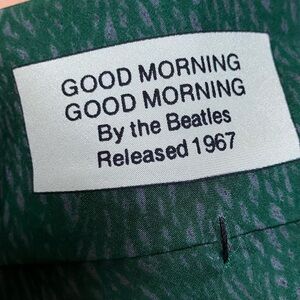 GOOD MORNING
GOOD MORNING
By the Beatles
Released 1967